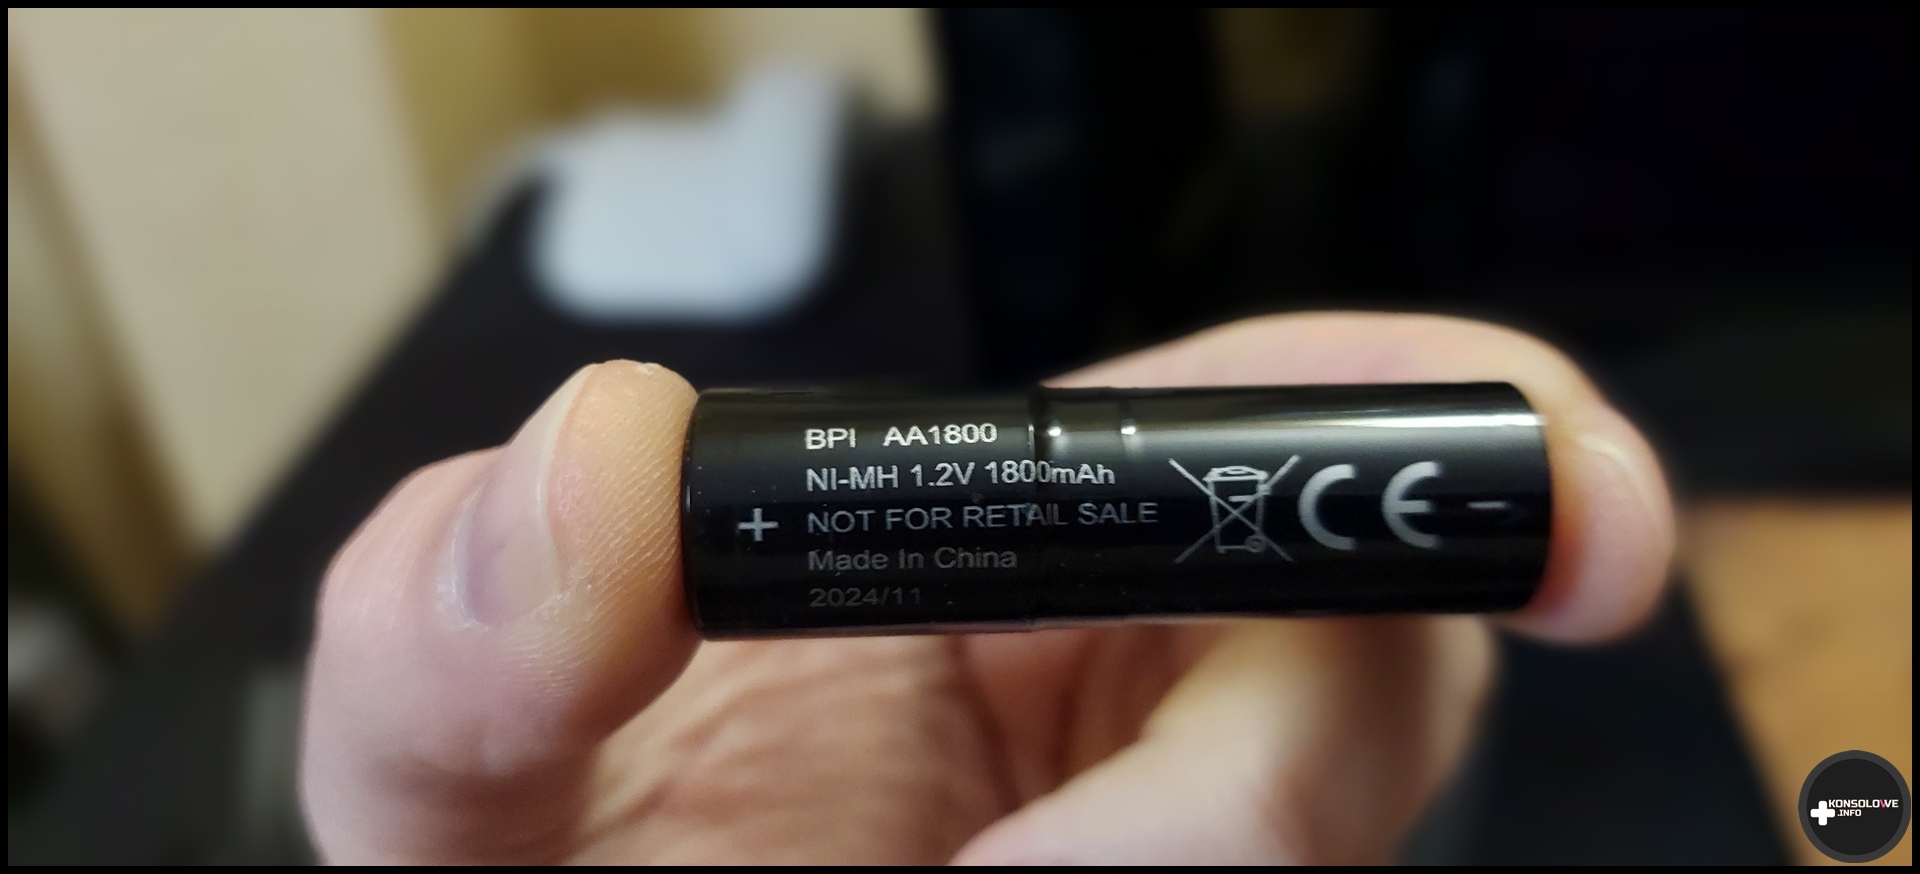 BPI AA1800
NI-MH 1.2V 1800mAh
+ NOT FOR RETAIL SALE CE -
Made In China
2024/11
KONSOLOWE
.INFO